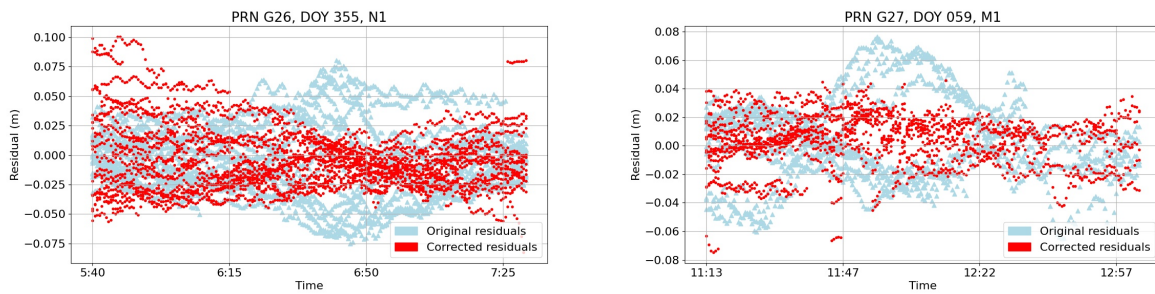 PRN G26, DOY 355, N1
0.100
0.075
0.050
0.025
0.000
−0.025
−0.050
−0.075
Residual (m)
5:40
6:15
6:50
7:25
Time
Original residuals
Corrected residuals
PRN G27, DOY 059, M1
0.08
0.06
0.04
0.02
0.00
−0.02
−0.04
−0.06
−0.08
Residual (m)
11:13
11:47
12:22
12:57
Time
Original residuals
Corrected residuals